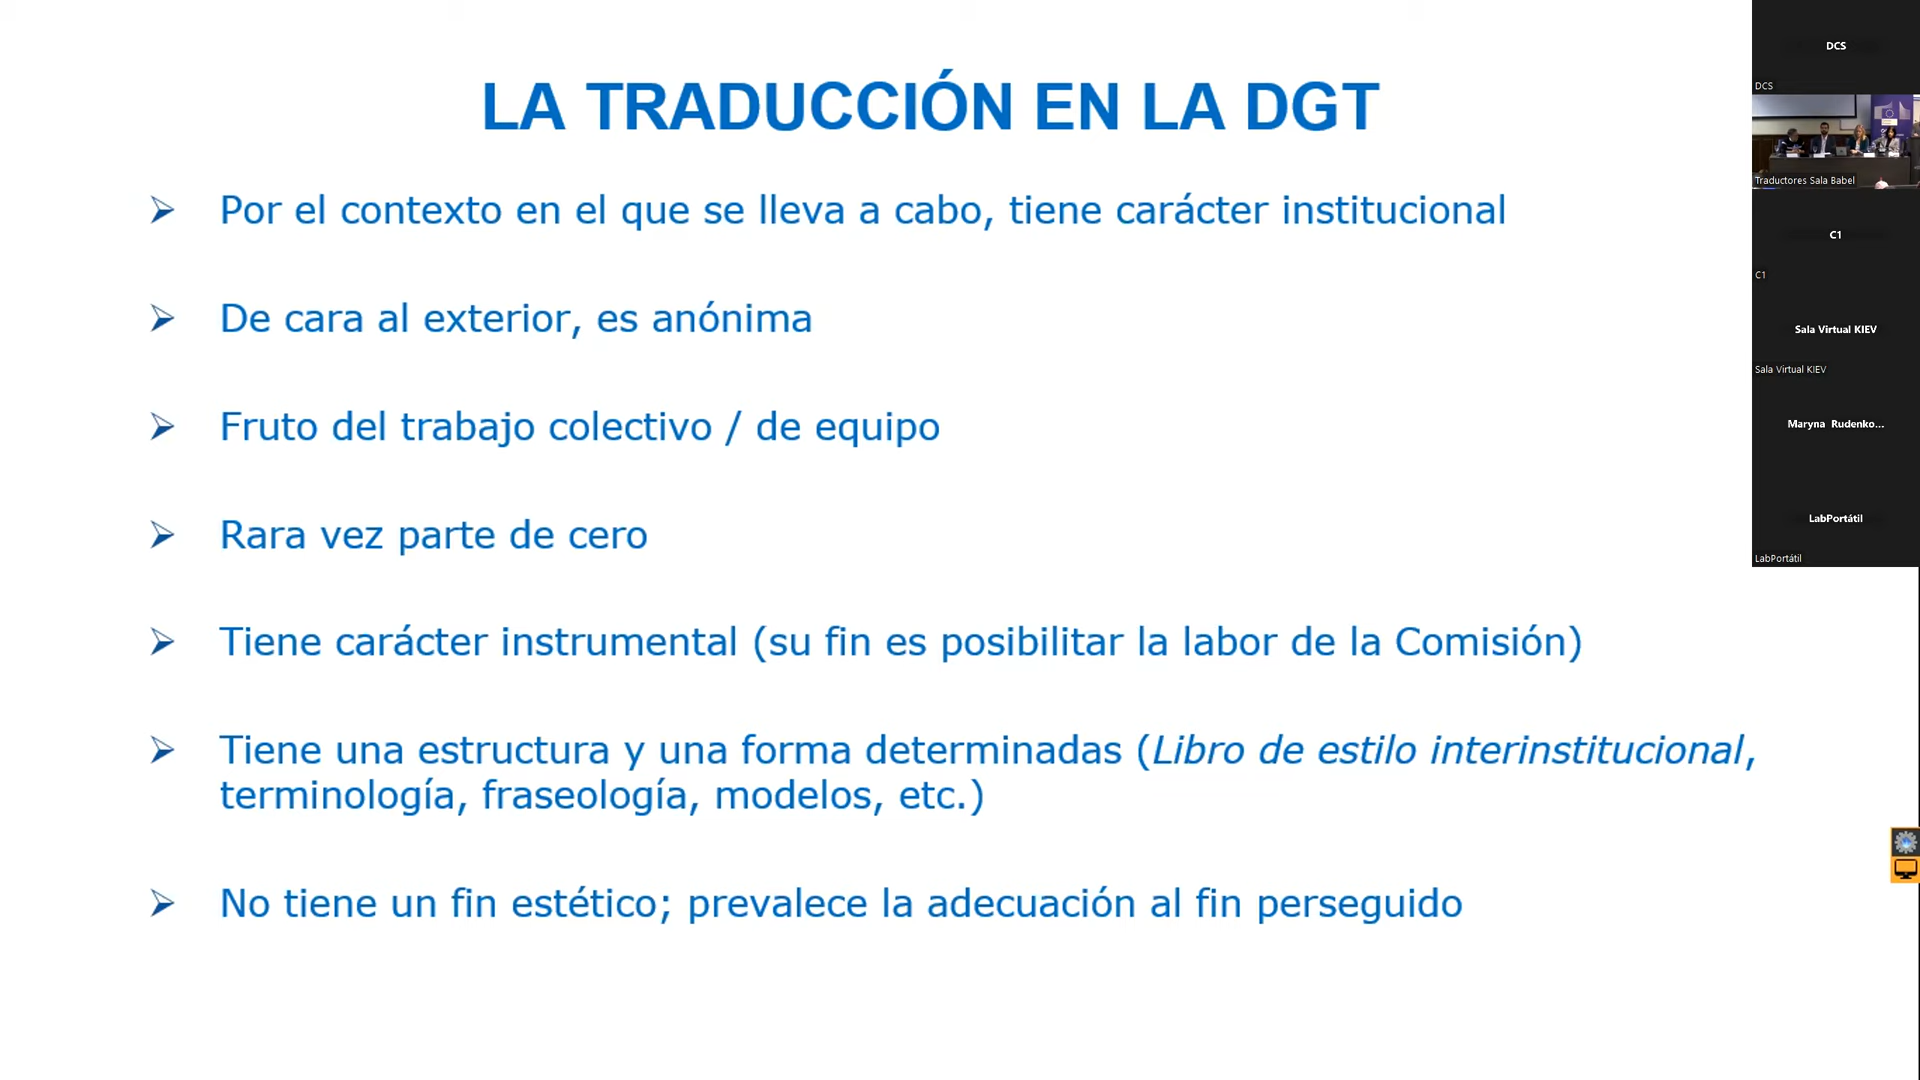 LA TRADUCCIÓN EN LA DGT
Por el contexto en el que se lleva a cabo, tiene carácter institucional
De cara al exterior, es anónima
Fruto del trabajo colectivo / de equipo
Rara vez parte de cero
Tiene carácter instrumental (su fin es posibilitar la labor de la Comisión)
Tiene una estructura y una forma determinadas (Libro de estilo interinstitucional,
terminología, fraseología, modelos, etc.)
No tiene un fin estético; prevalece la adecuación al fin perseguido
DCS
DCS
Traductores Sala Babel
C1
C1
Sala Virtual KIEV
Sala Virtual KIEV
Maryna Rudenko...
LabPortátil
LabPortátil